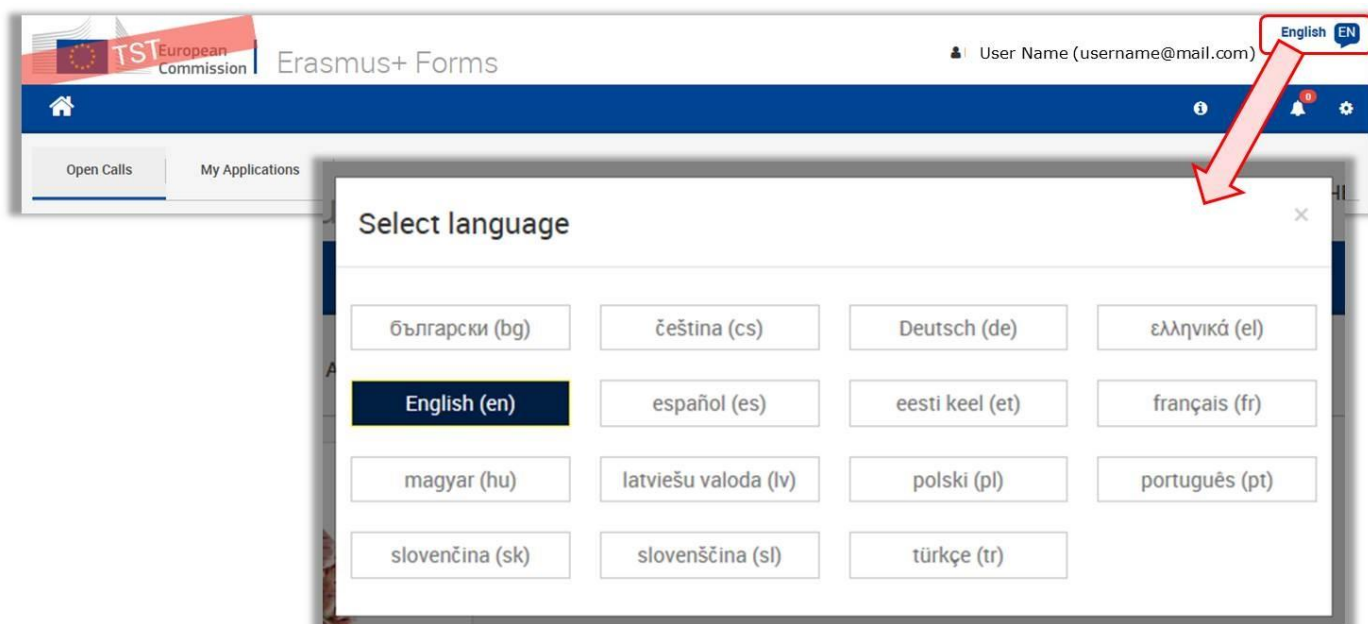 English EN
TST
European
Commission
Erasmus+ Forms
User Name (username@mail.com)
0
Open Calls
My Applications
Select language
×
български (bg)
čeština (cs)
Deutsch (de)
ελληνικά (el)
English (en)
español (es)
eesti keel (et)
français (fr)
magyar (hu)
latviešu valoda (lv)
polski (pl)
português (pt)
slovenčina (sk)
slovenščina (sl)
türkçe (tr)